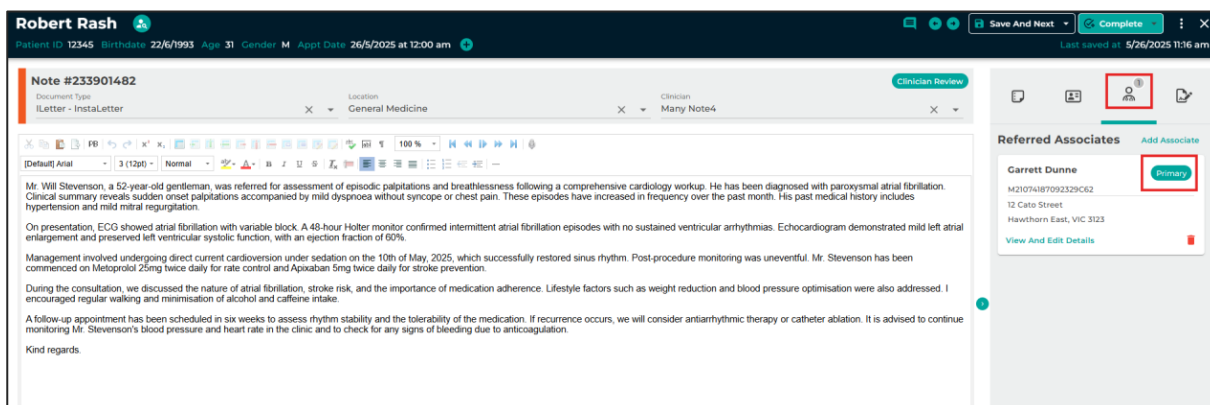 Robert Rash
Save And Next
Complete
Patient ID 12345 Birthdate 22/6/1993 Age 31 Gender M Appt Date 26/5/2025 at 12:00 am
Last saved at 5/26/2025 11:16 am
Note #233901482
Clinician Review
Document Type
ILetter - InstaLetter
Location
General Medicine
Clinician
Many Note4
1
Referred Associates
Add Associate
Garrett Dunne
Primary
M21074187092329C62
12 Cato Street
Hawthorn East, VIC 3123
View And Edit Details
100 %
[Default] Arial 3 (12pt) Normal
Mr. Will Stevenson, a 52-year-old gentleman, was referred for assessment of episodic palpitations and breathlessness following a comprehensive cardiology workup. He has been diagnosed with paroxysmal atrial fibrillation.
Clinical summary reveals sudden onset palpitations accompanied by mild dyspnoea without syncope or chest pain. These episodes have increased in frequency over the past month. His past medical history includes
hypertension and mild mitral regurgitation.
On presentation, ECG showed atrial fibrillation with variable block. A 48-hour Holter monitor confirmed intermittent atrial fibrillation episodes with no sustained ventricular arrhythmias. Echocardiogram demonstrated mild left atrial
enlargement and preserved left ventricular systolic function, with an ejection fraction of 60%.
Management involved undergoing direct current cardioversion under sedation on the 10th of May, 2025, which successfully restored sinus rhythm. Post-procedure monitoring was uneventful. Mr. Stevenson has been
commenced on Metoprolol 25mg twice daily for rate control and Apixaban 5mg twice daily for stroke prevention.
During the consultation, we discussed the nature of atrial fibrillation, stroke risk, and the importance of medication adherence. Lifestyle factors such as weight reduction and blood pressure optimisation were also addressed. I
encouraged regular walking and minimisation of alcohol and caffeine intake.
A follow-up appointment has been scheduled in six weeks to assess rhythm stability and the tolerability of the medication. If recurrence occurs, we will consider antiarrhythmic therapy or catheter ablation. It is advised to continue
monitoring Mr. Stevenson's blood pressure and heart rate in the clinic and to check for any signs of bleeding due to anticoagulation.
Kind regards.